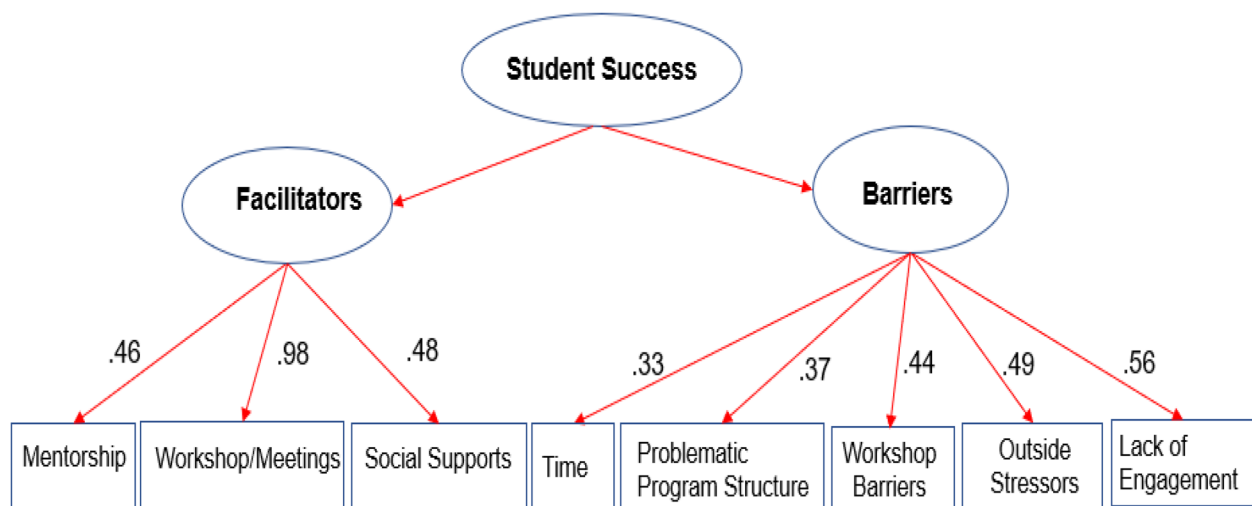 Student Success
Facilitators
Barriers
.46
.98
.48
.33
.37
.44
.49
.56
Mentorship
Workshop/Meetings
Social Supports
Time
Problematic
Program Structure
Workshop
Barriers
Outside
Stressors
Lack of
Engagement